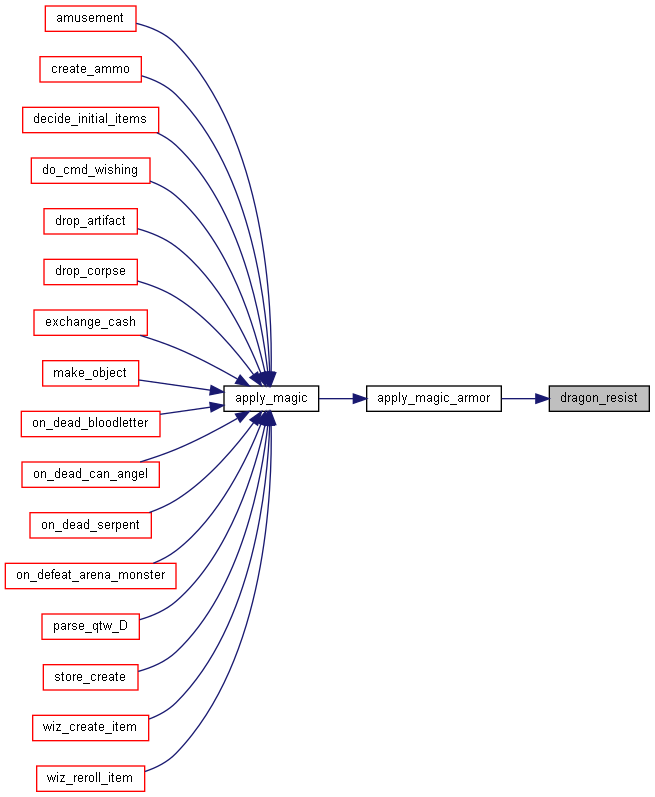 amusement
create_ammo
decide_initial_items
do_cmd_wishing
drop_artifact
drop_corpse
exchange_cash
make_object
apply_magic
apply_magic_armor
dragon_resist
on_dead_bloodletter
on_dead_can_angel
on_dead_serpent
on_defeat_arena_monster
parse_qtw_D
store_create
wiz_create_item
wiz_reroll_item